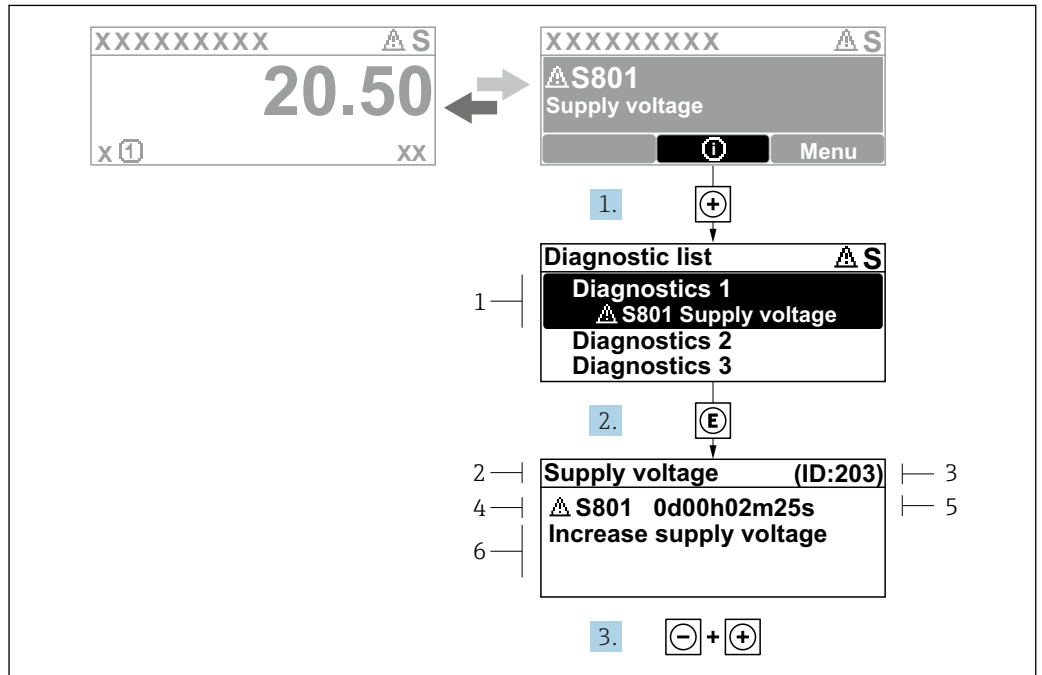 XXXXXXXXX ⚠ S
20.50
x ① xx
XXXXXXXXX ⚠ S
⚠S801
Supply voltage
ⓘ Menu
1. +
Diagnostic list ⚠ S
1
Diagnostics 1
⚠ S801 Supply voltage
Diagnostics 2
Diagnostics 3
2. E
2 Supply voltage (ID:203) 3
4 ⚠ S801 0d00h02m25s 5
6 Increase supply voltage
3. - + +